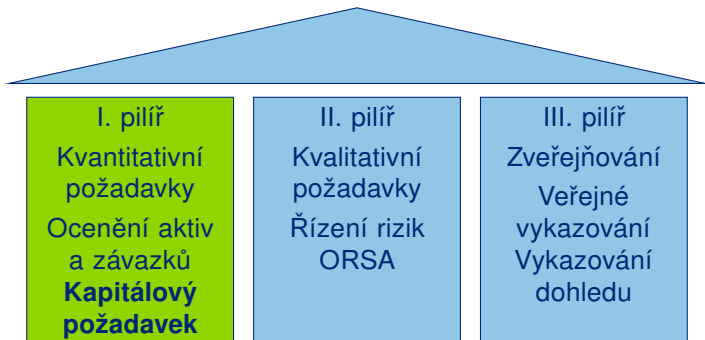 I. pilíř
Kvantitativní
požadavky
Ocenění aktiv
a závazků
Kapitálový
požadavek
II. pilíř
Kvalitativní
požadavky
Řízení rizik
ORSA
III. pilíř
Zveřejňování
Veřejné
vykazování
Vykazování
dohledu